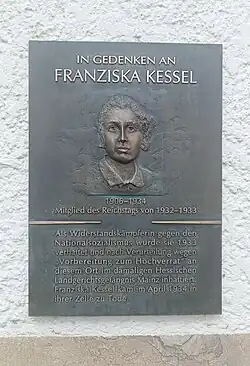 IN GEDENKEN AN
FRANZISKA KESSEL
1906–1934
Mitglied des Reichstags von 1932–1933
Als Widerstandskämpferin gegen den
Nationalsozialismus wurde sie 1933
verhaftet und nach Verurteilung wegen
„Vorbereitung zum Hochverrat“ an
diesem Ort im damaligen Hessischen
Landgerichtsgefängnis Mainz inhaftiert.
Franziska Kessel kam im April 1934 in
ihrer Zelle zu Tode.